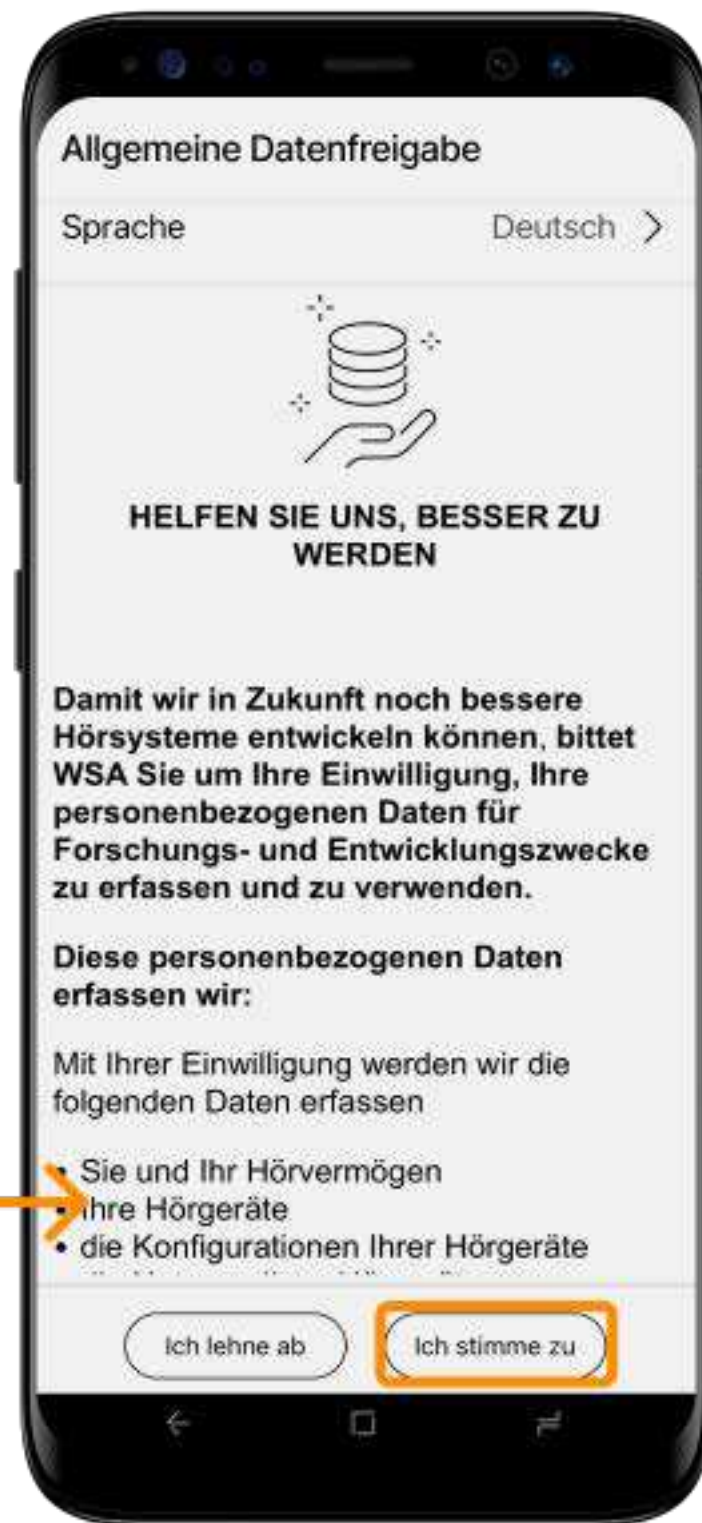 Allgemeine Datenfreigabe
Sprache Deutsch >
HELFEN SIE UNS, BESSER ZU
WERDEN
Damit wir in Zukunft noch bessere
Hörsysteme entwickeln können, bittet
WSA Sie um Ihre Einwilligung, Ihre
personenbezogenen Daten für
Forschungs- und Entwicklungszwecke
zu erfassen und zu verwenden.
Diese personenbezogenen Daten
erfassen wir:
Mit Ihrer Einwilligung werden wir die
folgenden Daten erfassen
• Sie und Ihr Hörvermögen
• Ihre Hörgeräte
• die Konfigurationen Ihrer Hörgeräte
Ich lehne ab Ich stimme zu